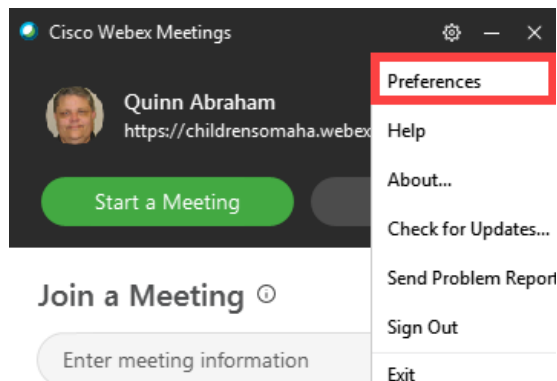 Cisco Webex Meetings
Quinn Abraham
https://childrensomaha.webex
Start a Meeting
Join a Meeting
Enter meeting information
Preferences
Help
About...
Check for Updates...
Send Problem Report
Sign Out
Exit